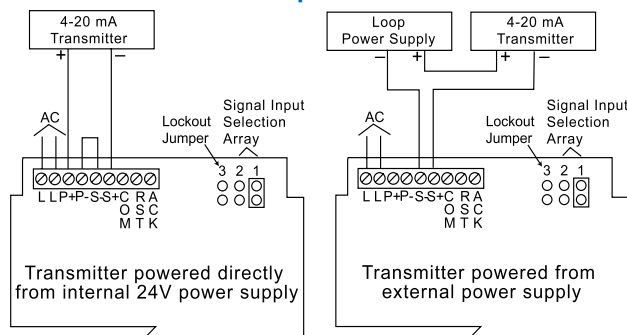 4-20 mA
Transmitter
+ –
AC
Lockout
Jumper
Signal Input
Selection
Array
3 2 1
L L P+ P- S- S+ C R A
O S C
M T K
Transmitter powered directly
from internal 24V power supply
Loop
Power Supply
– +
4-20 mA
Transmitter
+ –
AC
Lockout
Jumper
Signal Input
Selection
Array
3 2 1
L L P+ P- S- S+ C R A
O S C
M T K
Transmitter powered from
external power supply